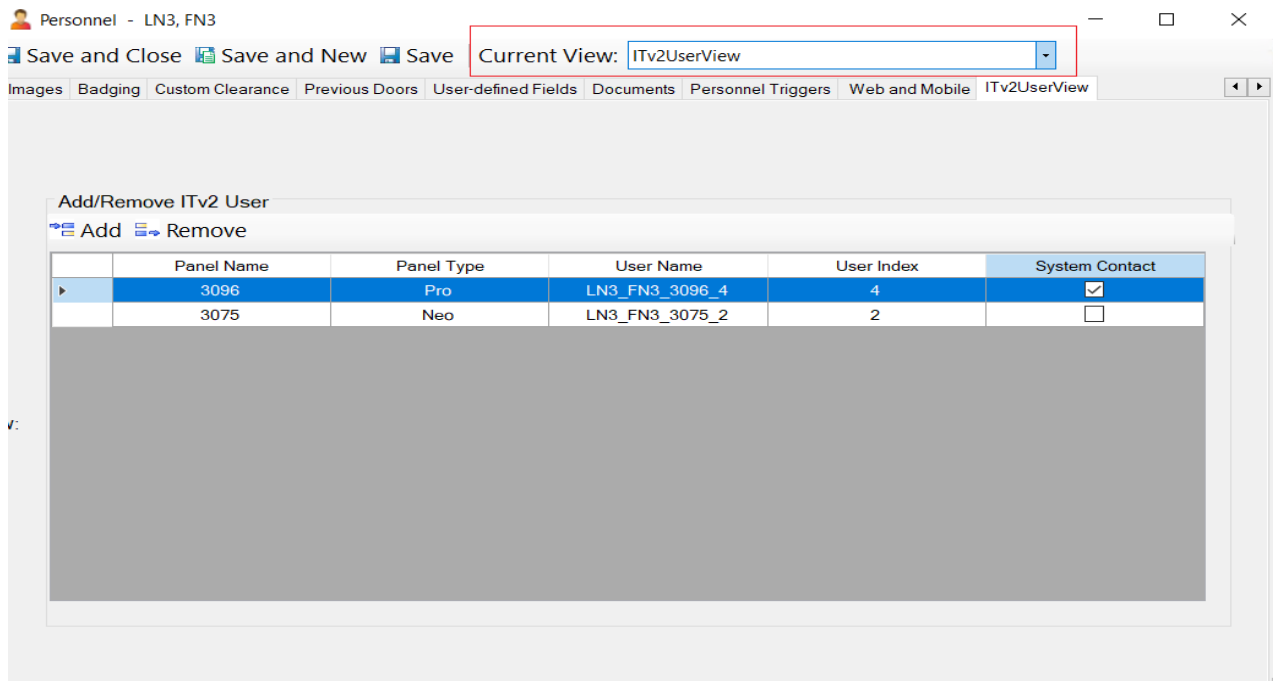 Personnel - LN3, FN3
Save and Close Save and New Save Current View: ITv2UserView
Images Badging Custom Clearance Previous Doors User-defined Fields Documents Personnel Triggers Web and Mobile ITv2UserView
Add/Remove ITv2 User
Add Remove
Panel Name Panel Type User Name User Index System Contact
3096 Pro LN3_FN3_3096_4 4
3075 Neo LN3_FN3_3075_2 2